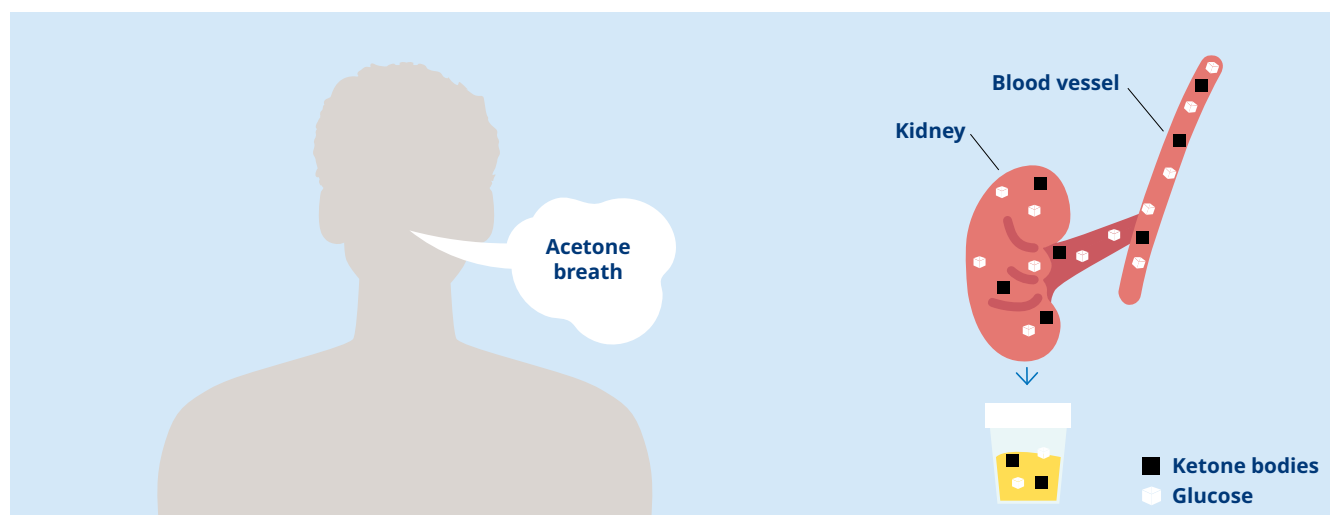 Blood vessel
Kidney
Acetone
breath
Ketone bodies
Glucose